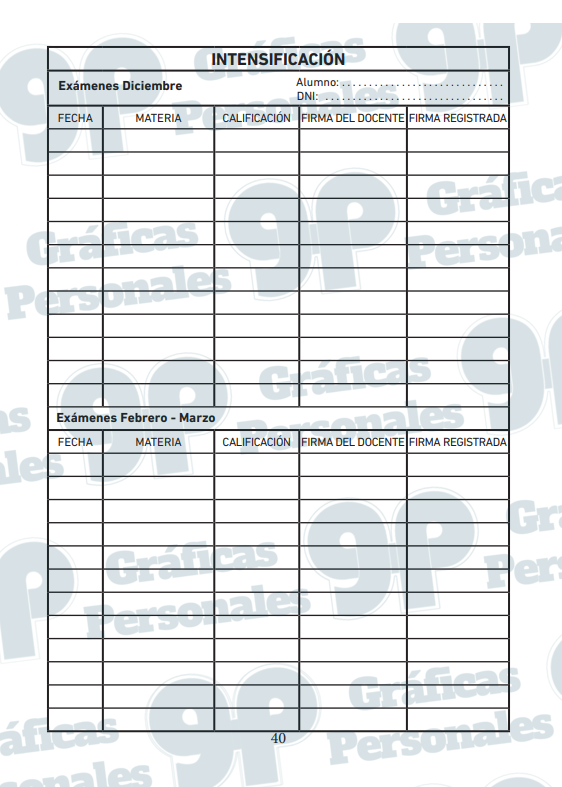 INTENSIFICACIÓN
Exámenes Diciembre
Alumno: ............................
DNI: ................................
FECHA MATERIA CALIFICACIÓN FIRMA DEL DOCENTE FIRMA REGISTRADA
Exámenes Febrero - Marzo
FECHA MATERIA CALIFICACIÓN FIRMA DEL DOCENTE FIRMA REGISTRADA
40
gp Gráficas
Personales